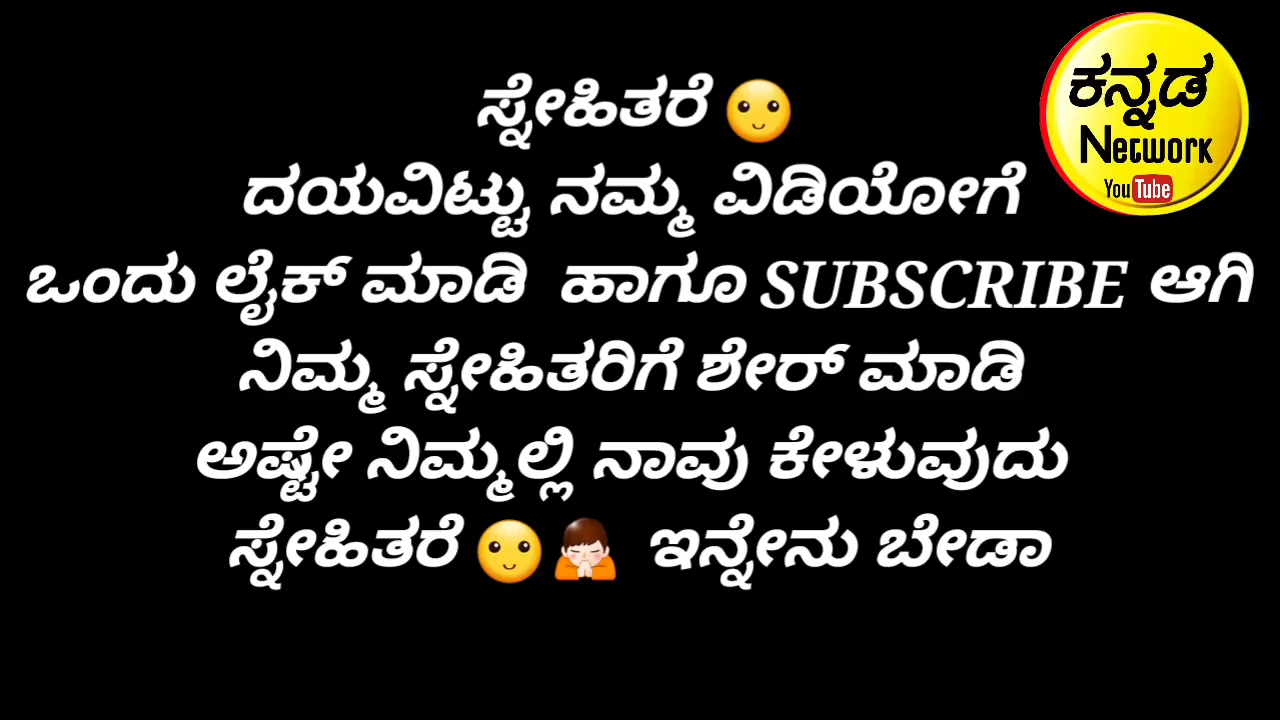 ಸ್ನೇಹಿತರೆ 🙂
ದಯವಿಟ್ಟು ನಮ್ಮ ವಿಡಿಯೋಗೆ
ಒಂದು ಲೈಕ್ ಮಾಡಿ ಹಾಗೂ SUBSCRIBE ಆಗಿ
ನಿಮ್ಮ ಸ್ನೇಹಿತರಿಗೆ ಶೇರ್ ಮಾಡಿ
ಅಷ್ಟೇ ನಿಮ್ಮಲ್ಲಿ ನಾವು ಕೇಳುವುದು
ಸ್ನೇಹಿತರೆ 🙂🙏 ಇನ್ನೇನು ಬೇಡಾ
ಕನ್ನಡ
Network
YouTube